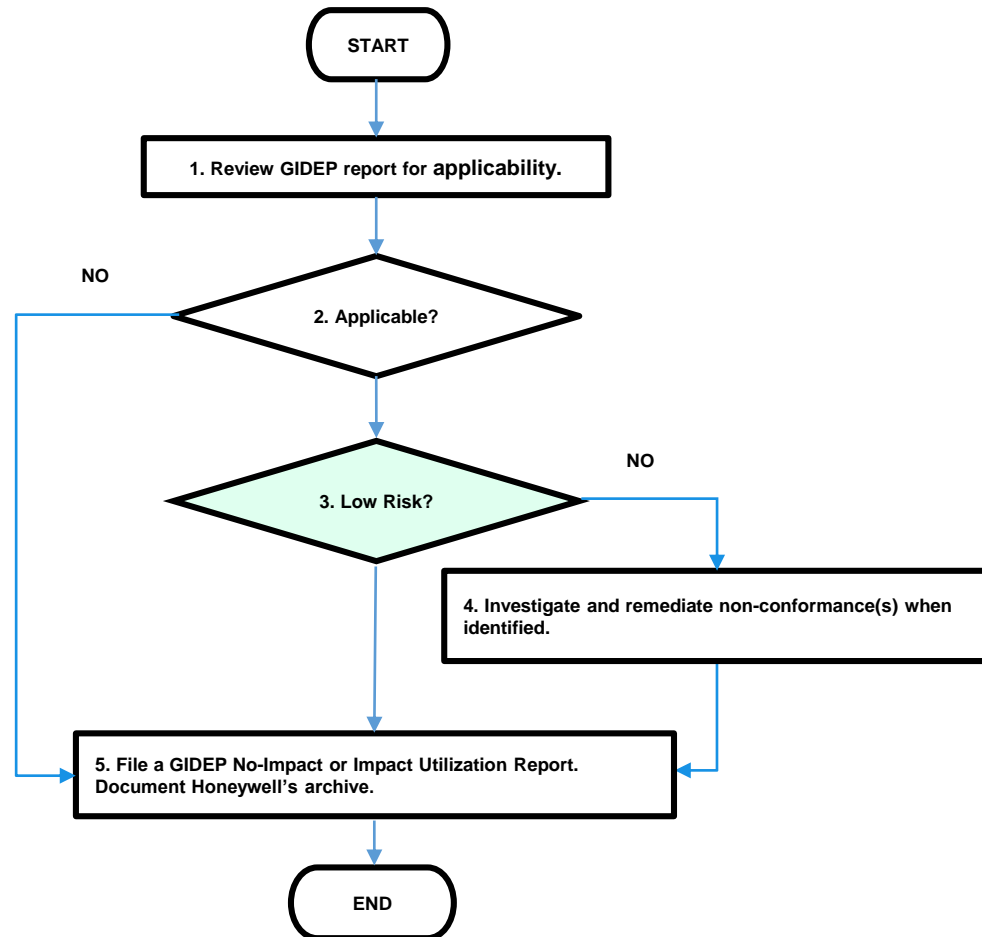 START
1. Review GIDEP report for applicability.
NO
2. Applicable?
3. Low Risk?
NO
4. Investigate and remediate non-conformance(s) when
identified.
5. File a GIDEP No-Impact or Impact Utilization Report.
Document Honeywell’s archive.
END